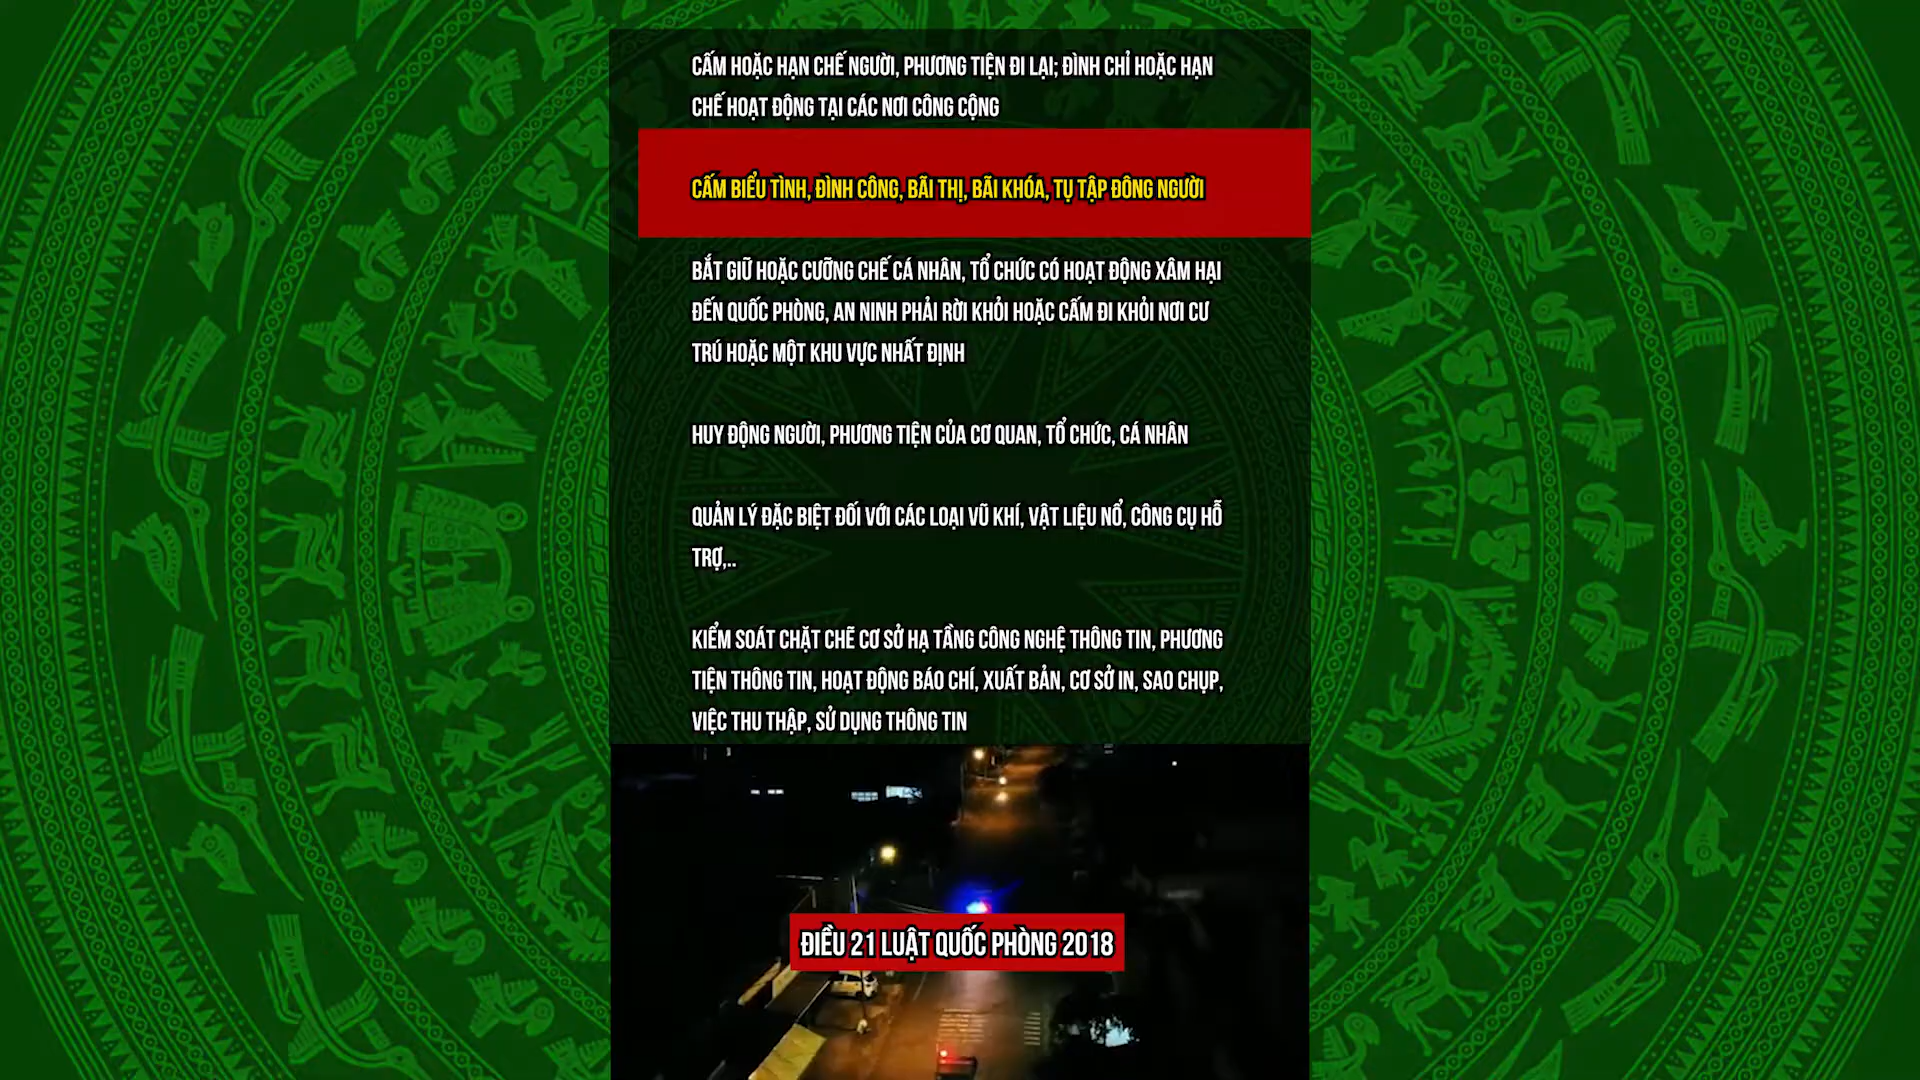 CẤM HOẶC HẠN CHẾ NGƯỜI, PHƯƠNG TIỆN ĐI LẠI; ĐÌNH CHỈ HOẶC HẠN
CHẾ HOẠT ĐỘNG TẠI CÁC NƠI CÔNG CỘNG
CẤM BIỂU TÌNH, ĐÌNH CÔNG, BÃI THỊ, BÃI KHÓA, TỤ TẬP ĐÔNG NGƯỜI
BẮT GIỮ HOẶC CƯỠNG CHẾ CÁ NHÂN, TỔ CHỨC CÓ HOẠT ĐỘNG XÂM HẠI
ĐẾN QUỐC PHÒNG, AN NINH PHẢI RỜI KHỎI HOẶC CẤM ĐI KHỎI NƠI CƯ
TRÚ HOẶC MỘT KHU VỰC NHẤT ĐỊNH
HUY ĐỘNG NGƯỜI, PHƯƠNG TIỆN CỦA CƠ QUAN, TỔ CHỨC, CÁ NHÂN
QUẢN LÝ ĐẶC BIỆT ĐỐI VỚI CÁC LOẠI VŨ KHÍ, VẬT LIỆU NỔ, CÔNG CỤ HỖ
TRỢ,..
KIỂM SOÁT CHẶT CHẼ CƠ SỞ HẠ TẦNG CÔNG NGHỆ THÔNG TIN, PHƯƠNG
TIỆN THÔNG TIN, HOẠT ĐỘNG BÁO CHÍ, XUẤT BẢN, CƠ SỞ IN, SAO CHỤP,
VIỆC THU THẬP, SỬ DỤNG THÔNG TIN
ĐIỀU 21 LUẬT QUỐC PHÒNG 2018